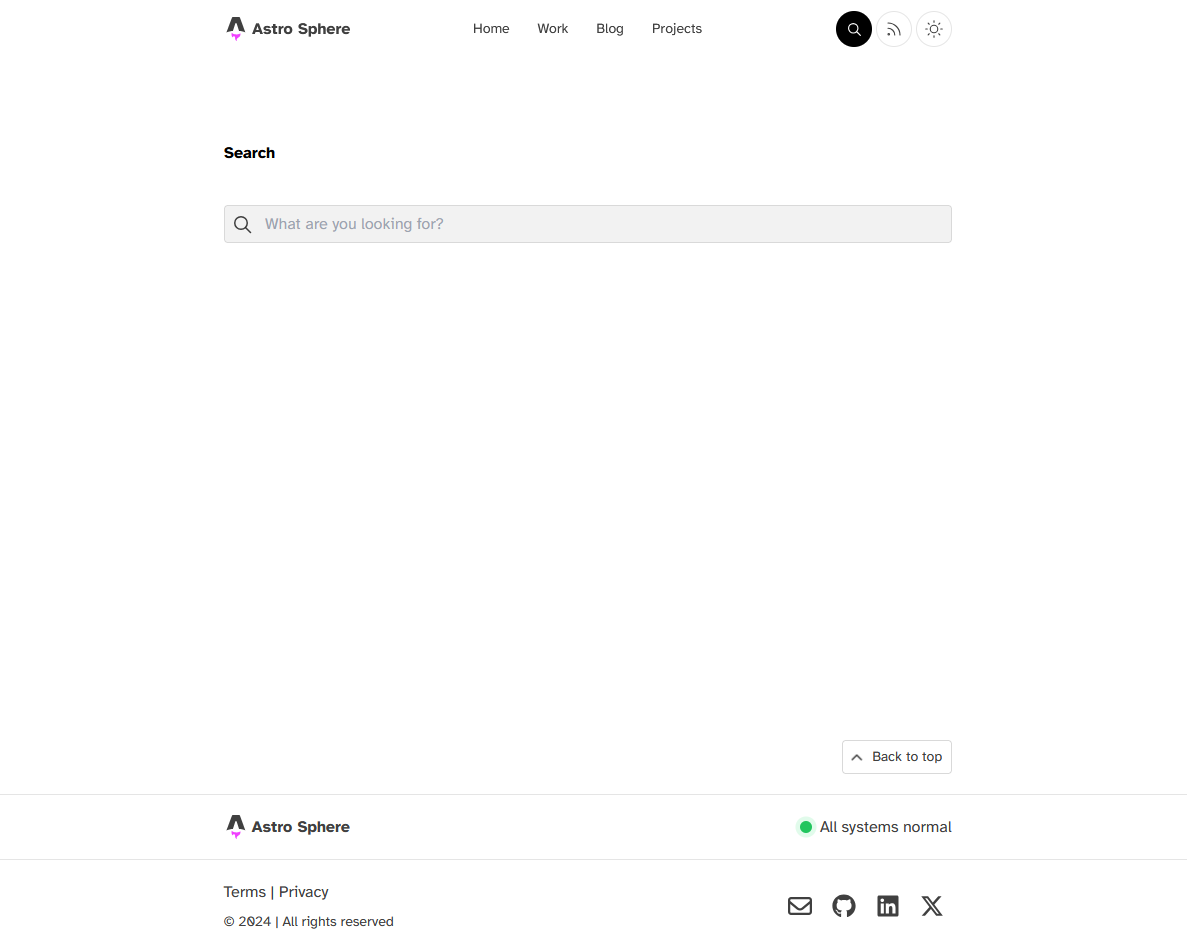 Astro Sphere
Home Work Blog Projects
Search
What are you looking for?
Back to top
Astro Sphere
All systems normal
Terms | Privacy
© 2024 | All rights reserved